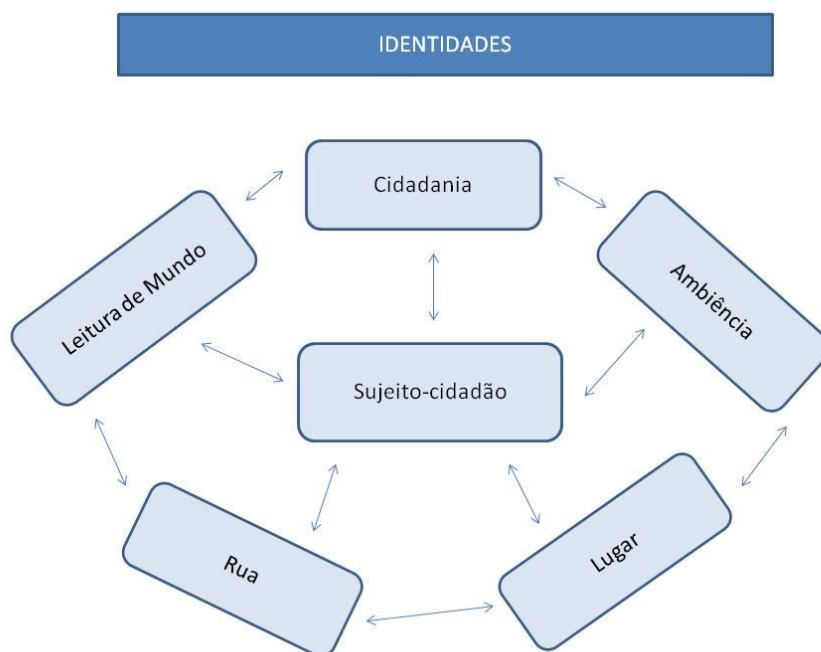 IDENTIDADES
Cidadania
Leitura de Mundo
Ambiência
Sujeito-cidadão
Rua
Lugar